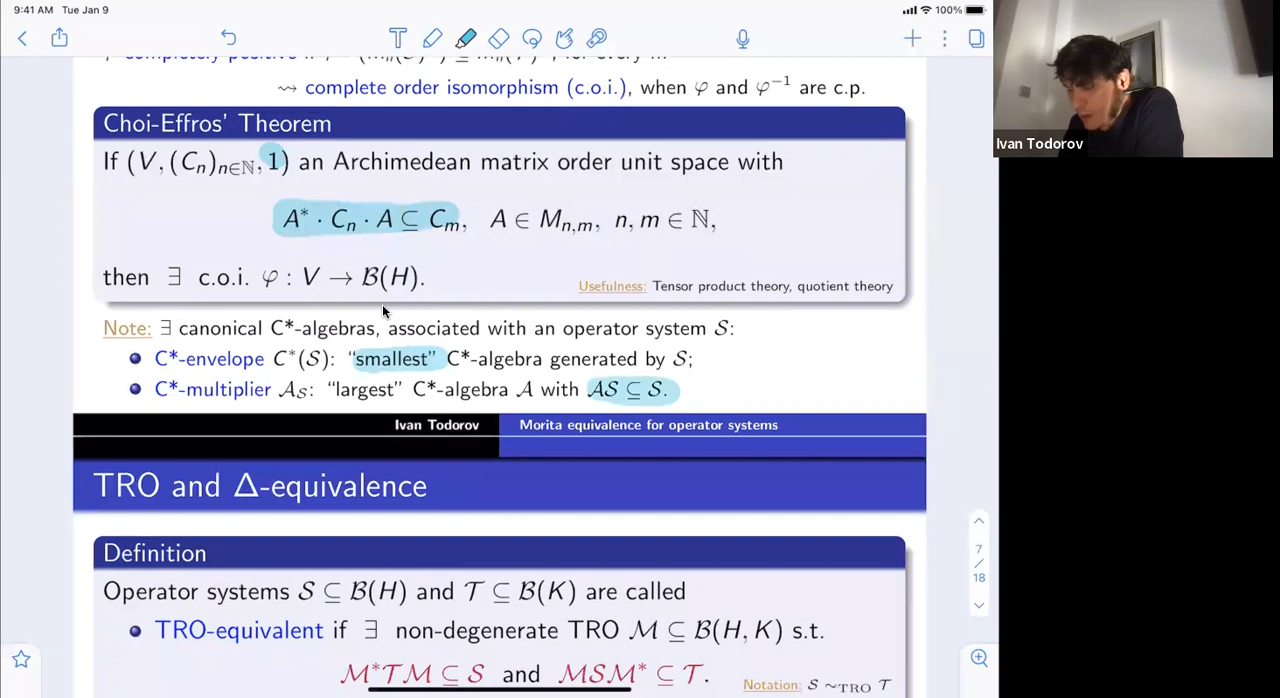 9:41 AM Tue Jan 9
100%
⇝ complete order isomorphism (c.o.i.), when φ and φ⁻¹ are c.p.
Choi-Effros' Theorem
If (V, (Cₙ)ₙ∈ℕ, 1) an Archimedean matrix order unit space with
A* · Cₙ · A ⊆ Cₘ, A ∈ Mₙ,ₘ, n, m ∈ ℕ,
then ∃ c.o.i. φ : V → ℬ(H).
Usefulness: Tensor product theory, quotient theory
Note: ∃ canonical C*-algebras, associated with an operator system 𝒮:
C*-envelope C*(𝒮): "smallest" C*-algebra generated by 𝒮;
C*-multiplier 𝒜_𝒮: "largest" C*-algebra 𝒜 with 𝒜𝒮 ⊆ 𝒮.
Ivan Todorov
Morita equivalence for operator systems
TRO and Δ-equivalence
Definition
Operator systems 𝒮 ⊆ ℬ(H) and 𝒯 ⊆ ℬ(K) are called
TRO-equivalent if ∃ non-degenerate TRO ℳ ⊆ ℬ(H, K) s.t.
ℳ*𝒯ℳ ⊆ 𝒮 and ℳ𝒮ℳ* ⊆ 𝒯.
Notation: 𝒮 ∼_TRO 𝒯
7
/
18
Ivan Todorov